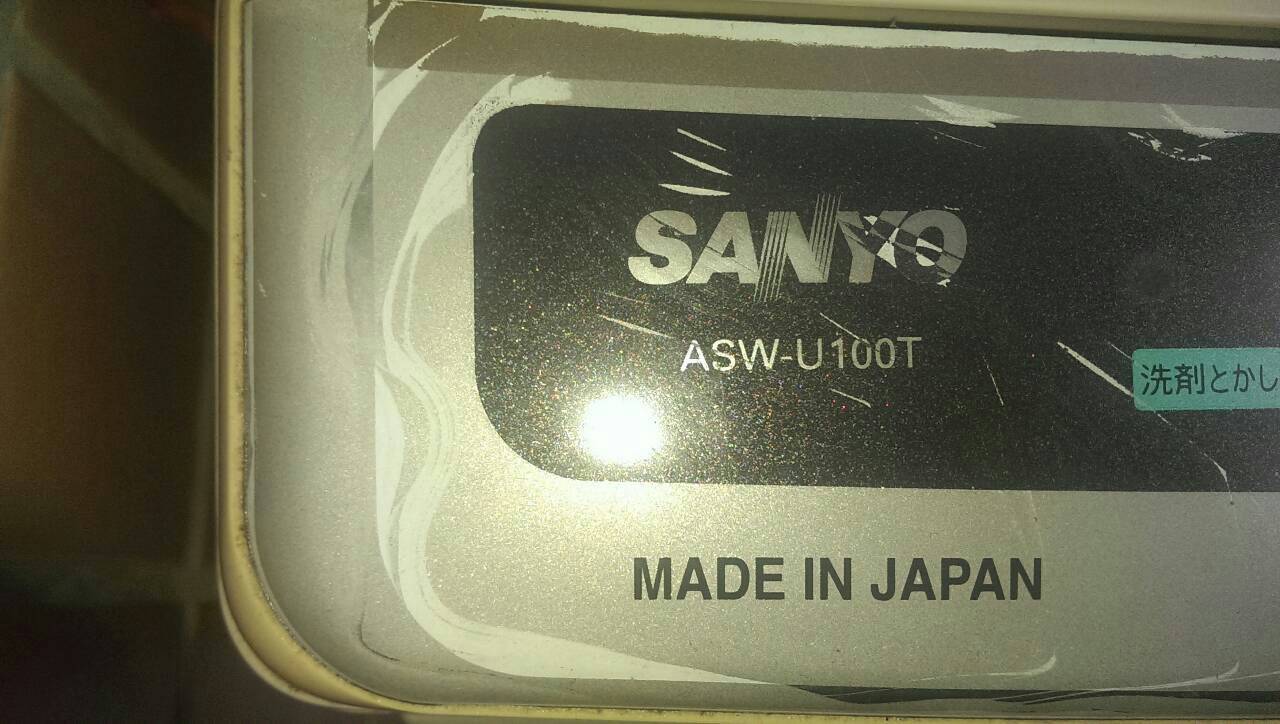 SANYO
ASW-U100T
洗剤とかし
MADE IN JAPAN